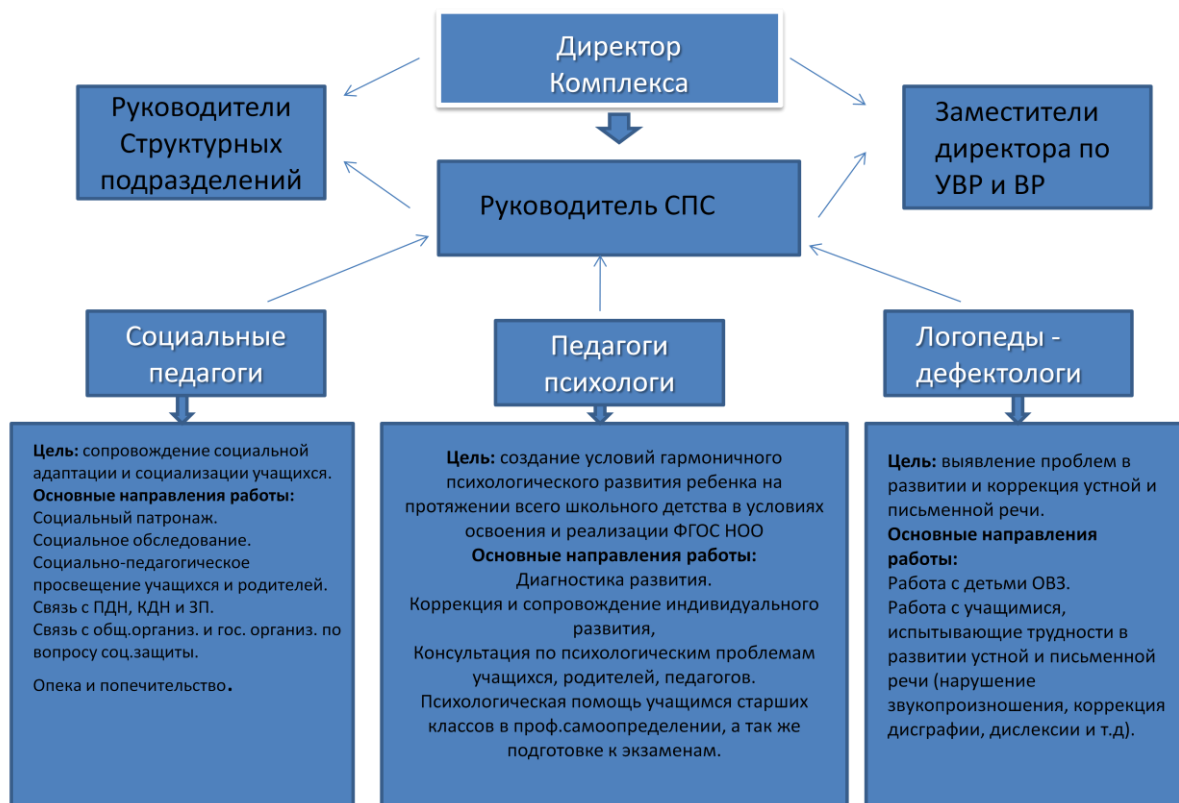 Директор
Комплекса
Руководители
Структурных
подразделений
Заместители
директора по
УВР и ВР
Руководитель СПС
Социальные
педагоги
Педагоги
психологи
Логопеды -
дефектологи
Цель: сопровождение социальной
адаптации и социализации учащихся.
Основные направления работы:
Социальный патронаж.
Социальное обследование.
Социально-педагогическое
просвещение учащихся и родителей.
Связь с ПДН, КДН и ЗП.
Связь с общ.организ. и гос. организ. по
вопросу соц.защиты.
Опека и попечительство.
Цель: создание условий гармоничного
психологического развития ребенка на
протяжении всего школьного детства в условиях
освоения и реализации ФГОС НОО
Основные направления работы:
Диагностика развития.
Коррекция и сопровождение индивидуального
развития,
Консультация по психологическим проблемам
учащихся, родителей, педагогов.
Психологическая помощь учащимся старших
классов в проф.самоопределении, а так же
подготовке к экзаменам.
Цель: выявление проблем в
развитии и коррекция устной и
письменной речи.
Основные направления
работы:
Работа с детьми ОВЗ.
Работа с учащимися,
испытывающие трудности в
развитии устной и письменной
речи (нарушение
звукопроизношения, коррекция
дисграфии, дислексии и т.д).